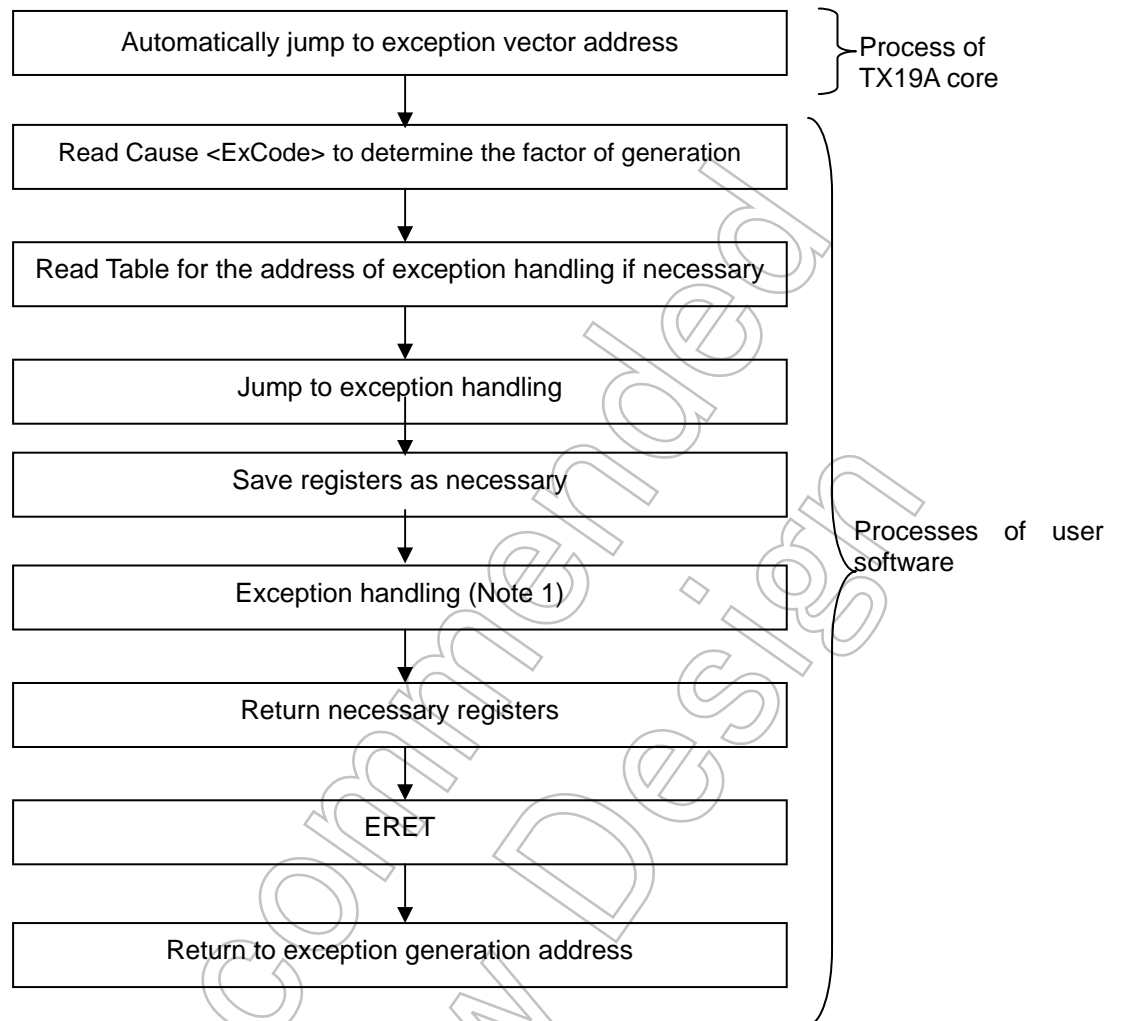 Automatically jump to exception vector address
Process of
TX19A core
Read Cause <ExCode> to determine the factor of generation
Read Table for the address of exception handling if necessary
Jump to exception handling
Save registers as necessary
Processes of user
software
Exception handling (Note 1)
Return necessary registers
ERET
Return to exception generation address
commended
w Design